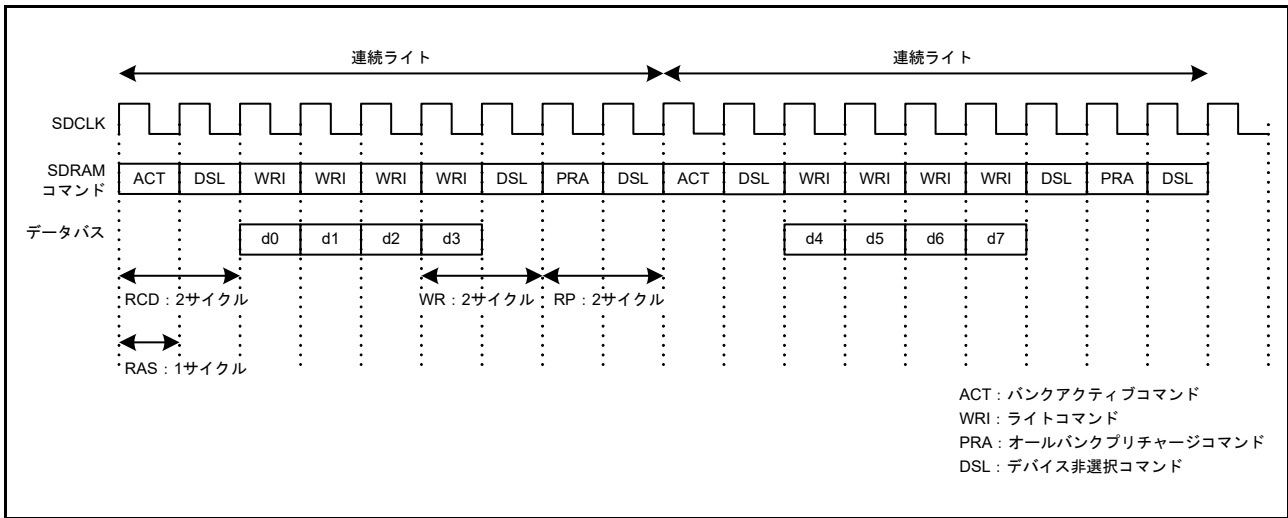 連続ライト 連続ライト
SDCLK
SDRAM
コマンド
ACT DSL WRI WRI WRI WRI DSL PRA DSL ACT DSL WRI WRI WRI WRI DSL PRA DSL
データバス d0 d1 d2 d3 d4 d5 d6 d7
RCD：2サイクル WR：2サイクル RP：2サイクル
RAS：1サイクル
ACT：バンクアクティブコマンド
WRI：ライトコマンド
PRA：オールバンクプリチャージコマンド
DSL：デバイス非選択コマンド